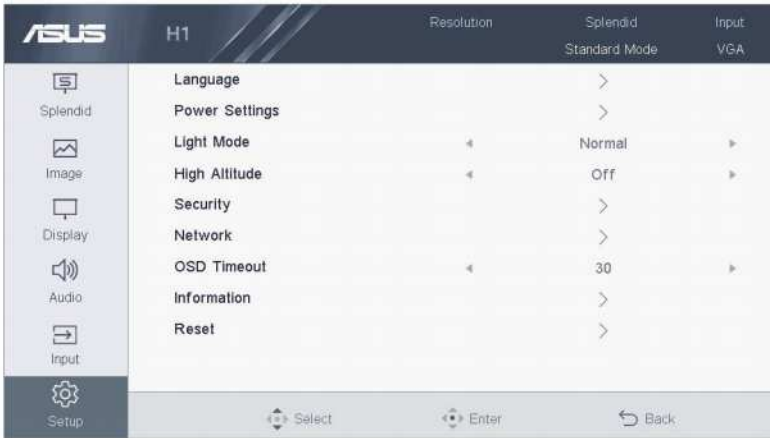 ASUS H1 Resolution Splendid Input
Standard Mode VGA
Splendid
Image
Display
Audio
Input
Setup
Language
Power Settings
Light Mode Normal
High Altitude Off
Security
Network
OSD Timeout 30
Information
Reset
Select Enter Back